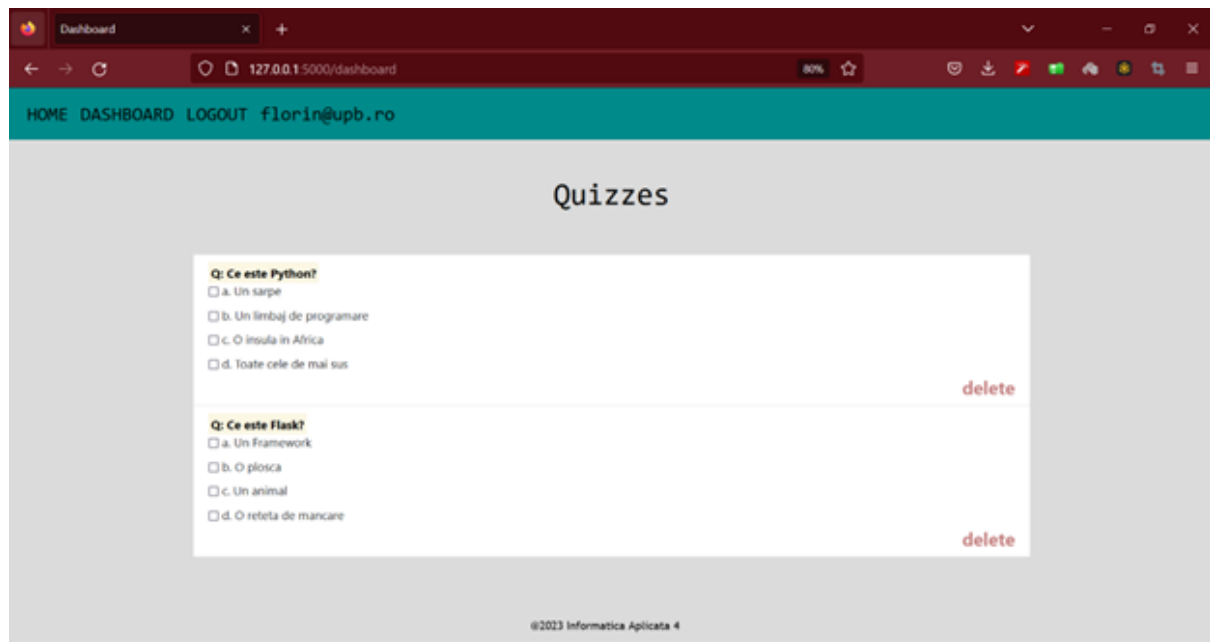 Dashboard
127.0.0.1:5000/dashboard
80%
HOME DASHBOARD LOGOUT florin@upb.ro
Quizzes
Q: Ce este Python?
a. Un sarpe
b. Un limbaj de programare
c. O insula in Africa
d. Toate cele de mai sus
delete
Q: Ce este Flask?
a. Un Framework
b. O plosca
c. Un animal
d. O reteta de mancare
delete
@2023 Informatica Aplicata 4